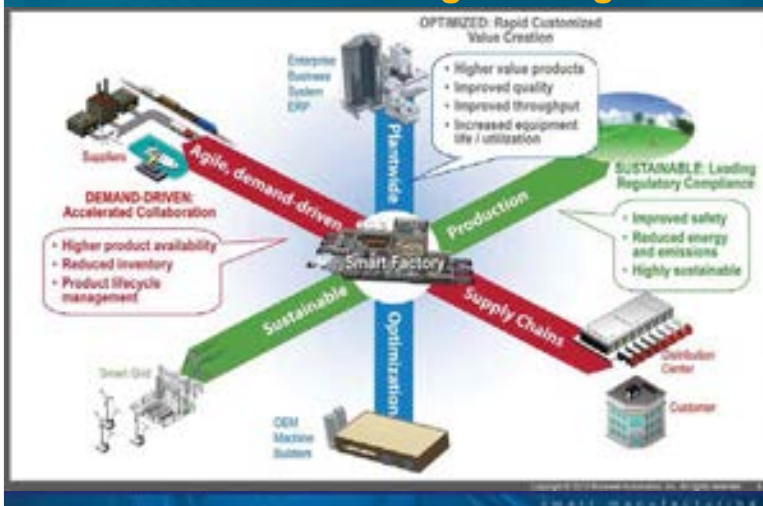 OPTIMIZED: Rapid Customized
Value Creation
Enterprise
Business
System
ERP
• Higher value products
• Improved quality
• Improved throughput
• Increased equipment
life / utilization
Plantwide
Suppliers
Agile, demand-driven
DEMAND-DRIVEN:
Accelerated Collaboration
• Higher product availability
• Reduced inventory
• Product lifecycle
management
Production
SUSTAINABLE: Leading
Regulatory Compliance
• Improved safety
• Reduced energy
and emissions
• Highly sustainable
Smart Factory
Sustainable
Supply Chains
Optimization
Smart Grid
OEM
Machine
Builders
Distribution
Center
Customer
smart manufacturing